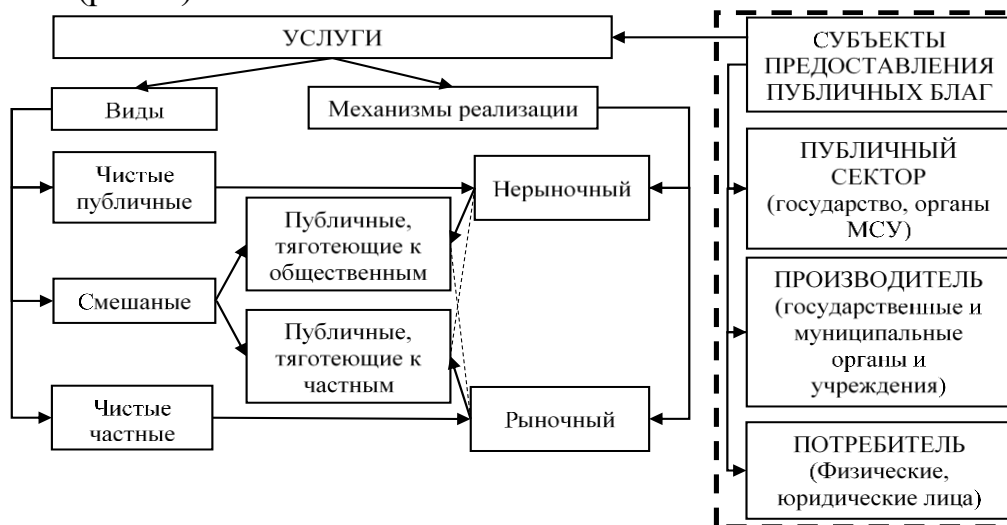 УСЛУГИ
Виды
Механизмы реализации
Чистые
публичные
Смешаные
Чистые
частные
Публичные,
тяготеющие к
общественным
Публичные,
тяготеющие к
частным
Нерыночный
Рыночный
СУБЪЕКТЫ
ПРЕДОСТАВЛЕНИЯ
ПУБЛИЧНЫХ БЛАГ
ПУБЛИЧНЫЙ
СЕКТОР
(государство, органы
МСУ)
ПРОИЗВОДИТЕЛЬ
(государственные и
муниципальные
органы и
учреждения)
ПОТРЕБИТЕЛЬ
(Физические,
юридические лица)